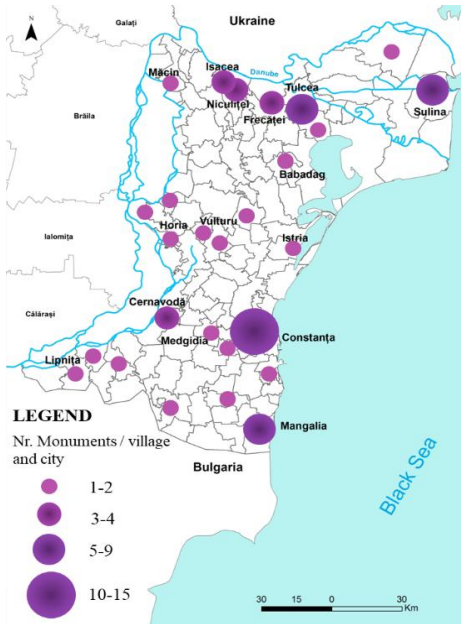 Ukraine
Galați
N
Isacea
Măcin
Danube
Tulcea
Niculițel
Sulina
Frecăței
Brăila
Babadag
Vulturu
Horia
Istria
Ialomița
Cernavodă
Călărași
Constanța
Medgidia
Lipnița
LEGEND
Nr. Monuments / village
and city
Mangalia
Bulgaria
1-2
3-4
5-9
10-15
Black Sea
30 15 0 30
Km